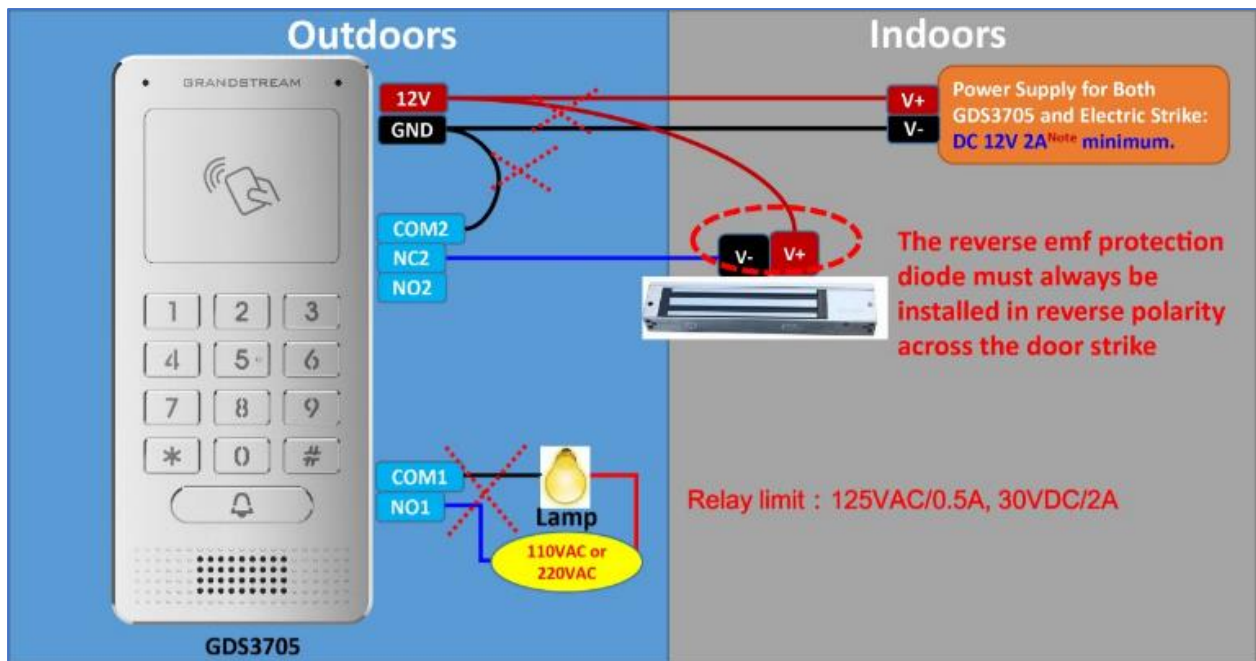 Outdoors
Indoors
GRANDSTREAM
12V
GND
COM2
NC2
NO2
V+
V-
Power Supply for Both
GDS3705 and Electric Strike:
DC 12V 2A Note minimum.
V-
V+
The reverse emf protection
diode must always be
installed in reverse polarity
across the door strike
1 2 3
4 5 6
7 8 9
* 0 #
COM1
NO1
Lamp
110VAC or
220VAC
Relay limit : 125VAC/0.5A, 30VDC/2A
GDS3705